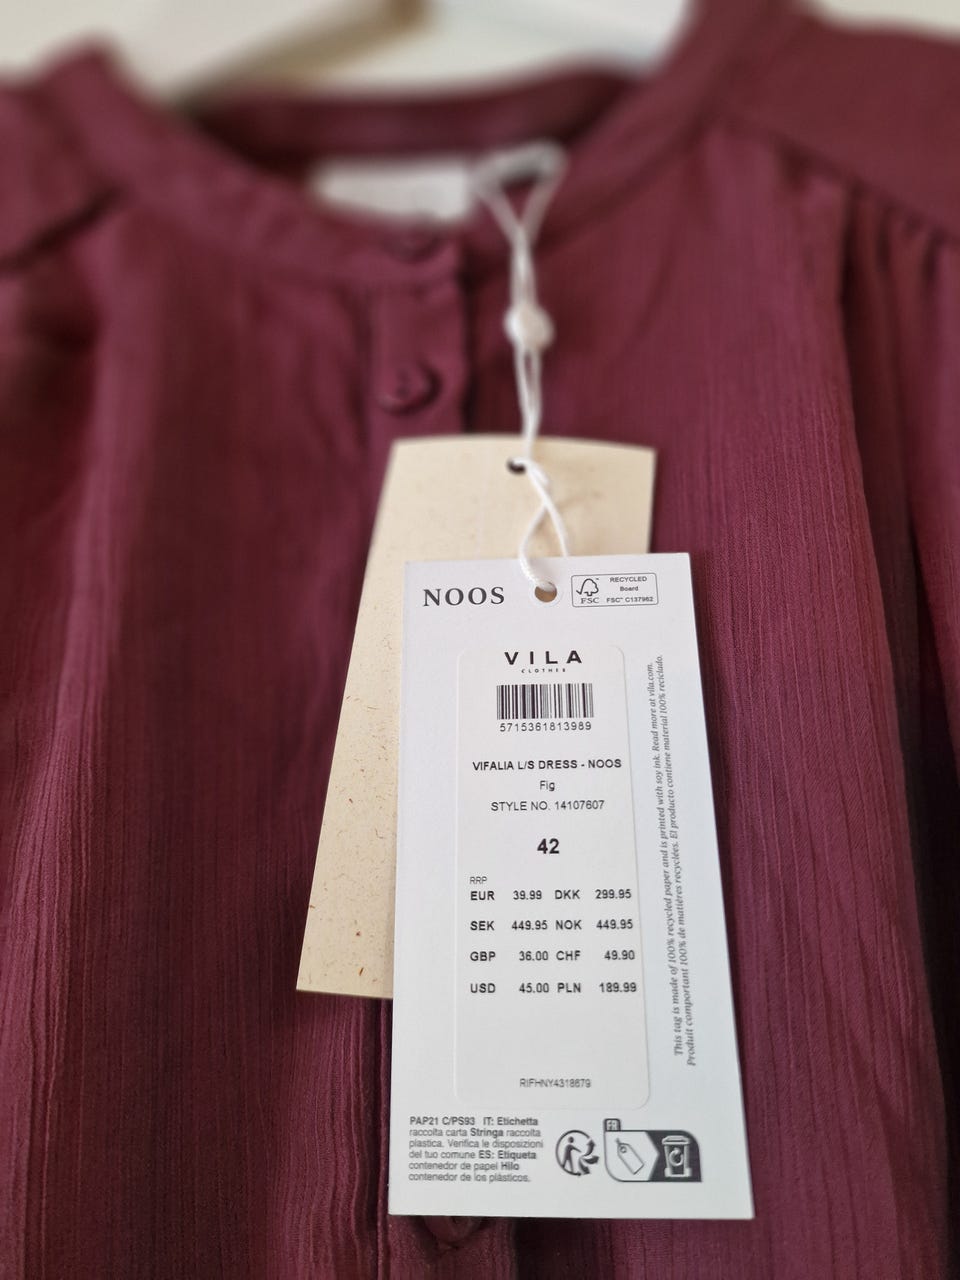 NOOS
FSC
RECYCLED
Board
FSC™ C137982
VILA
CLOTHES
5715361813989
VIFALIA L/S DRESS - NOOS
Fig
STYLE NO. 14107607
42
RRP
EUR 39.99 DKK 299.95
SEK 449.95 NOK 449.95
GBP 36.00 CHF 49.90
USD 45.00 PLN 189.99
RIFHNY4318679
This tag is made of 100% recycled paper and is printed with soy ink. Read more at vila.com.
Produit comportant 100% de matières recyclées. El producto contiene material 100% reciclado.
PAP21 C/PS93 IT: Etichetta
raccolta carta Stringa raccolta
plastica. Verifica le disposizioni
del tuo comune ES: Etiqueta
contenedor de papel Hilo
contenedor de los plásticos.
FR